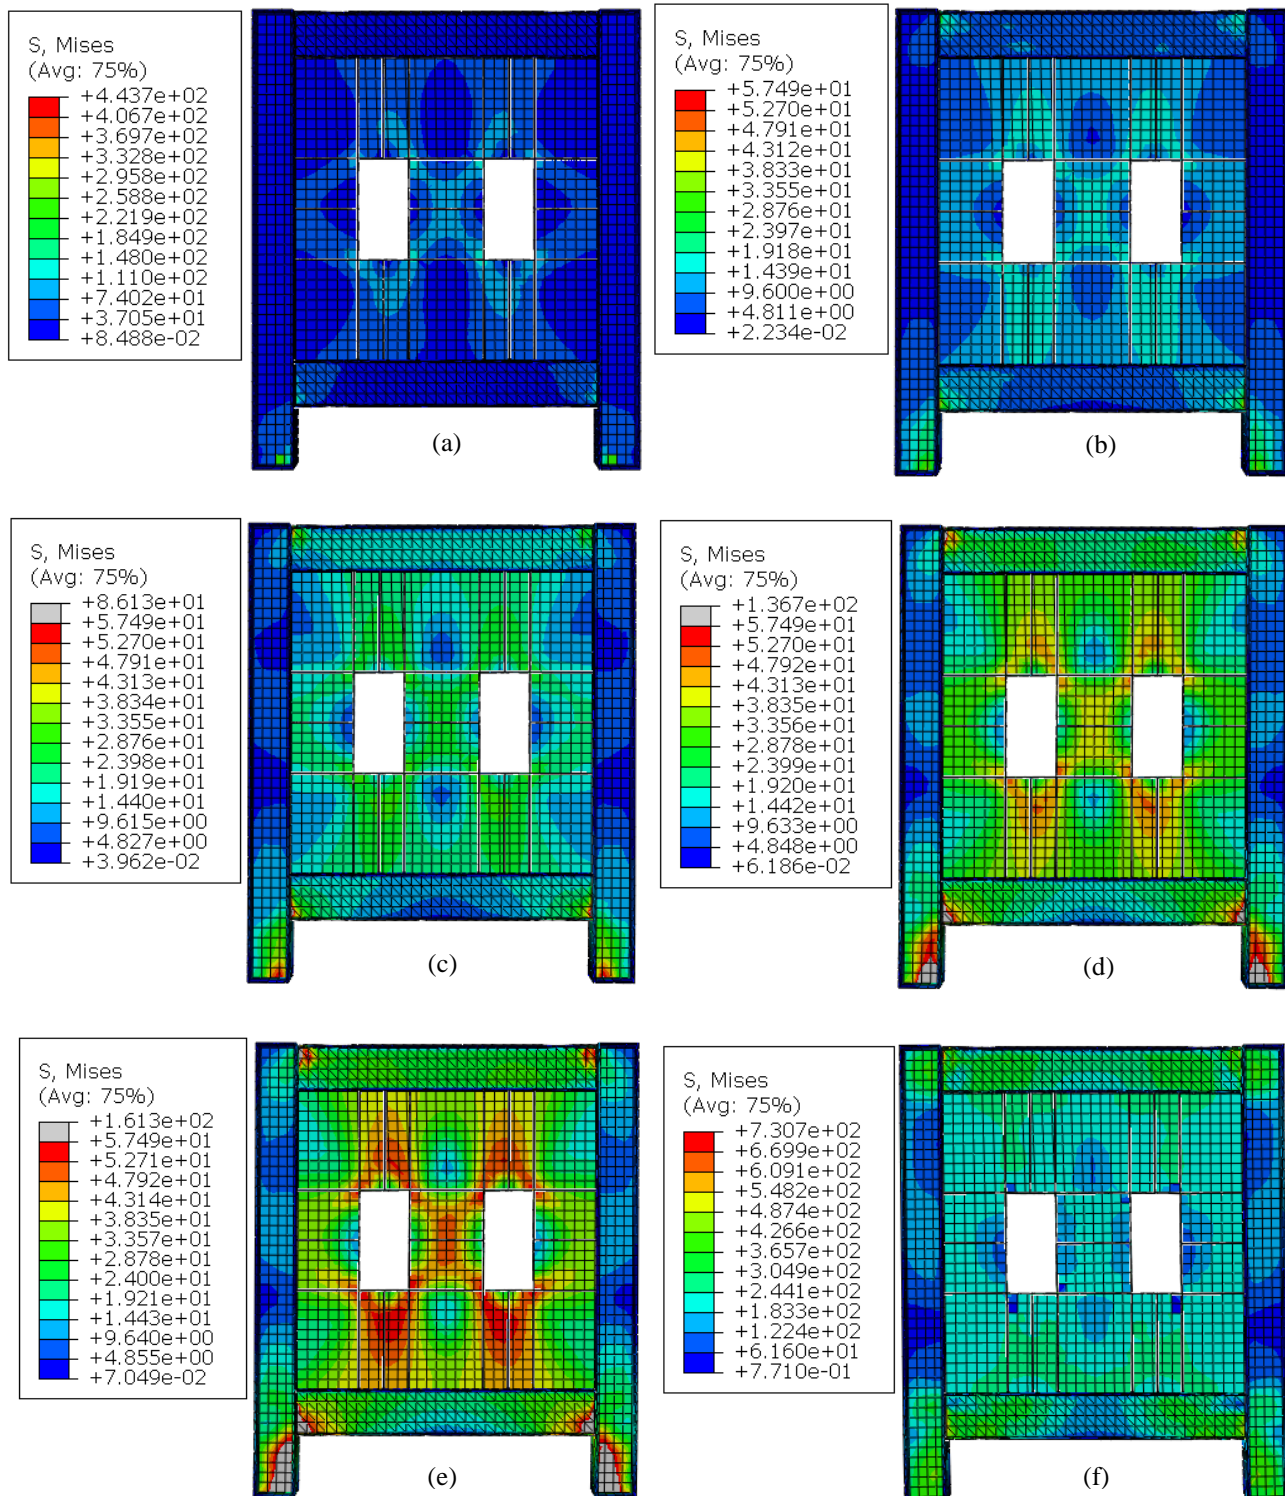 S, Mises
(Avg: 75%)
+4.437e+02
+4.067e+02
+3.697e+02
+3.328e+02
+2.958e+02
+2.588e+02
+2.219e+02
+1.849e+02
+1.480e+02
+1.110e+02
+7.402e+01
+3.705e+01
+8.488e-02
(a)
S, Mises
(Avg: 75%)
+5.749e+01
+5.270e+01
+4.791e+01
+4.312e+01
+3.833e+01
+3.355e+01
+2.876e+01
+2.397e+01
+1.918e+01
+1.439e+01
+9.600e+00
+4.811e+00
+2.234e-02
(b)
S, Mises
(Avg: 75%)
+8.613e+01
+5.749e+01
+5.270e+01
+4.791e+01
+4.313e+01
+3.834e+01
+3.355e+01
+2.876e+01
+2.398e+01
+1.919e+01
+1.440e+01
+9.615e+00
+4.827e+00
+3.962e-02
(c)
S, Mises
(Avg: 75%)
+1.367e+02
+5.749e+01
+5.270e+01
+4.792e+01
+4.313e+01
+3.835e+01
+3.356e+01
+2.878e+01
+2.399e+01
+1.920e+01
+1.442e+01
+9.633e+00
+4.848e+00
+6.186e-02
(d)
S, Mises
(Avg: 75%)
+1.613e+02
+5.749e+01
+5.271e+01
+4.792e+01
+4.314e+01
+3.835e+01
+3.357e+01
+2.878e+01
+2.400e+01
+1.921e+01
+1.443e+01
+9.640e+00
+4.855e+00
+7.049e-02
(e)
S, Mises
(Avg: 75%)
+7.307e+02
+6.699e+02
+6.091e+02
+5.482e+02
+4.874e+02
+4.266e+02
+3.657e+02
+3.049e+02
+2.441e+02
+1.833e+02
+1.224e+02
+6.160e+01
+7.710e-01
(f)